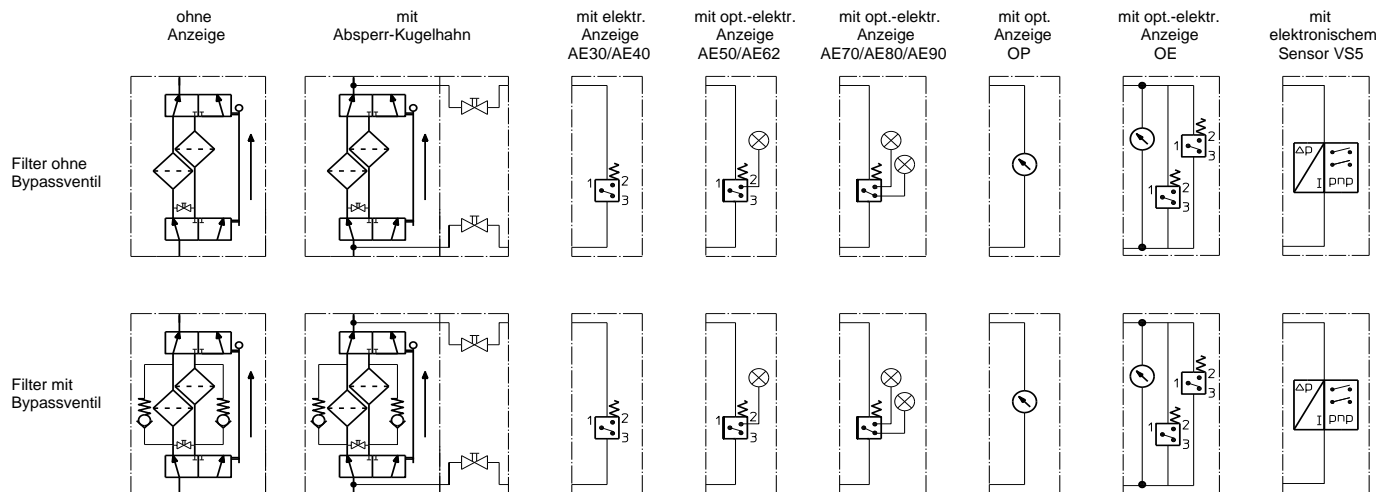 ohne
Anzeige
mit
Absperr-Kugelhahn
mit elektr.
Anzeige
AE30/AE40
mit opt.-elektr.
Anzeige
AE50/AE62
mit opt.-elektr.
Anzeige
AE70/AE80/AE90
mit opt.
Anzeige
OP
mit opt.-elektr.
Anzeige
OE
mit
elektronischem
Sensor VS5
Filter ohne
Bypassventil
1 2
3
1 2
3
1 2
3
1 2
3
Δp
I pnp
Filter mit
Bypassventil
1 2
3
1 2
3
1 2
3
1 2
3
Δp
I pnp